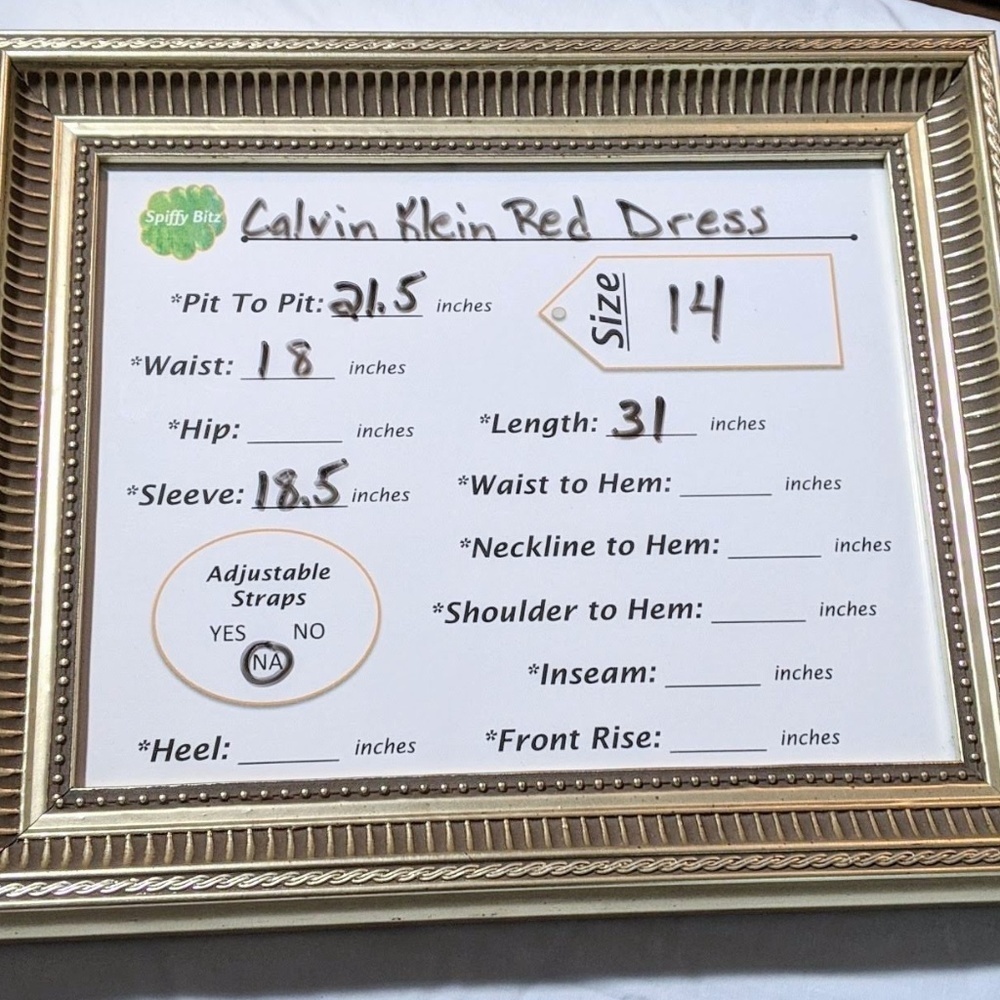 Spiffy Bitz Calvin Klein Red Dress
*Pit To Pit: 21.5 inches
Size 14
*Waist: 18 inches
*Hip: inches
*Length: 31 inches
*Sleeve: 18.5 inches
*Waist to Hem: inches
*Neckline to Hem: inches
Adjustable
Straps
YES NO
NA
*Shoulder to Hem: inches
*Inseam: inches
*Heel: inches
*Front Rise: inches